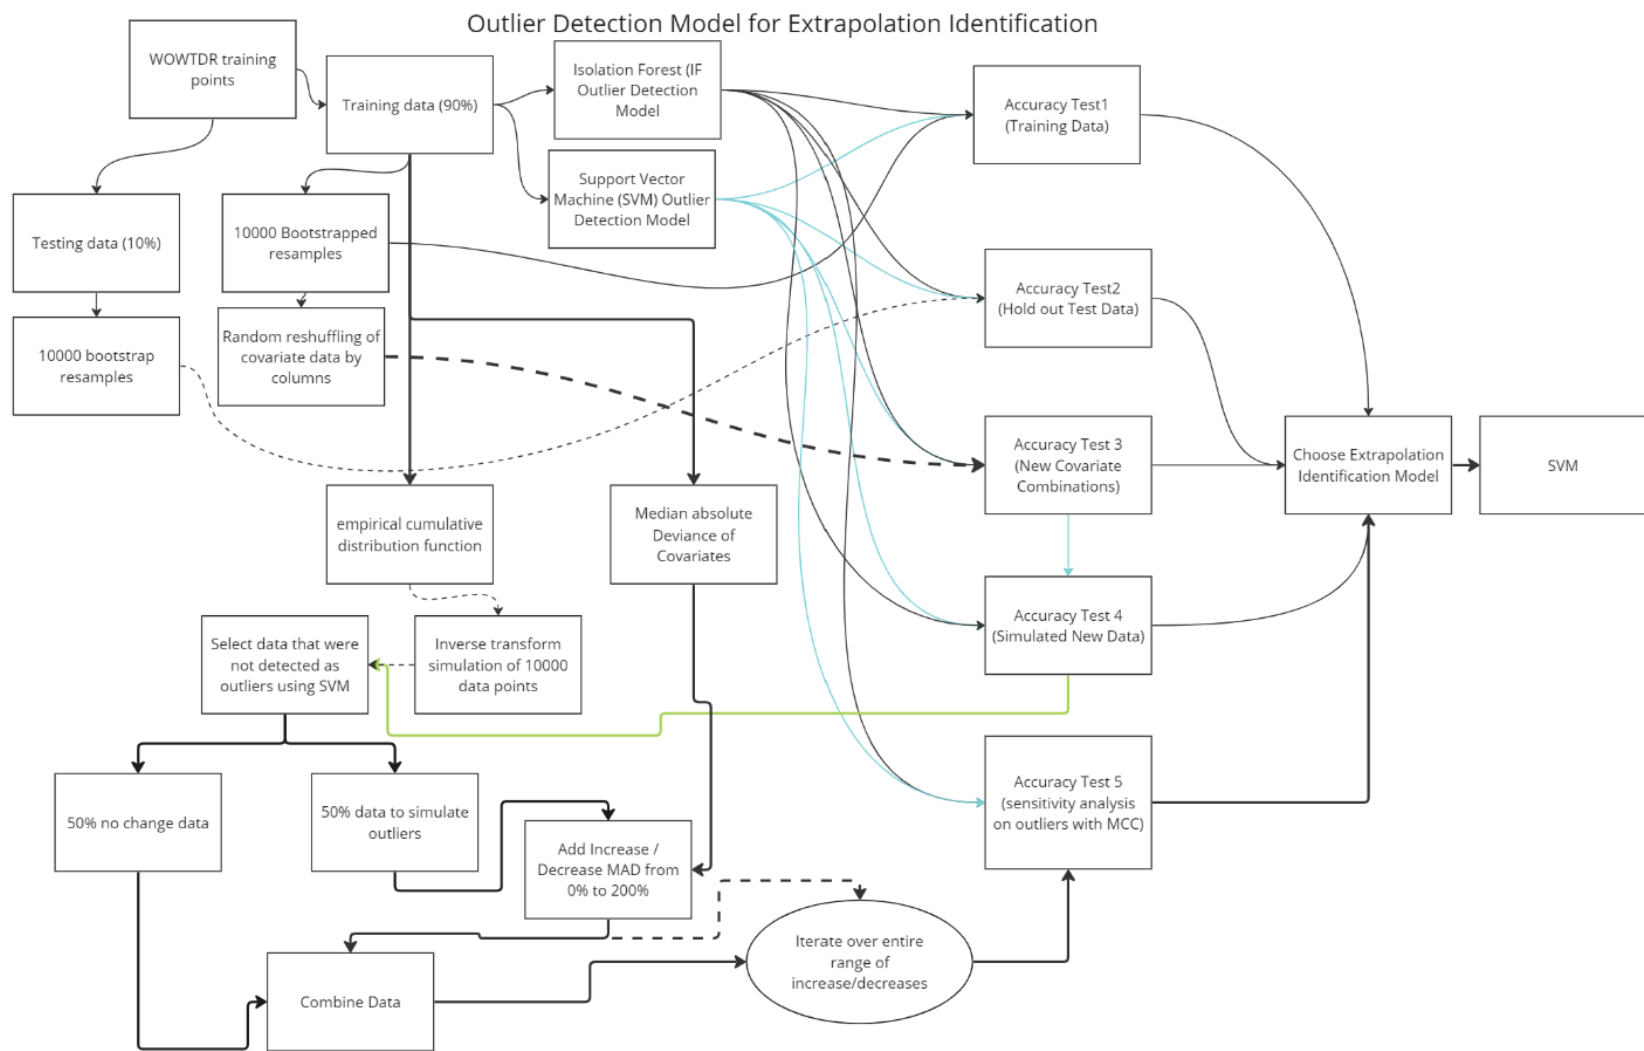 Outlier Detection Model for Extrapolation Identification
WOWTDR training
points
Training data (90%)
Isolation Forest (IF
Outlier Detection
Model
Accuracy Test1
(Training Data)
Support Vector
Machine (SVM) Outlier
Detection Model
Testing data (10%)
10000 Bootstrapped
resamples
Accuracy Test2
(Hold out Test Data)
10000 bootstrap
resamples
Random reshuffling of
covariate data by
columns
Accuracy Test 3
(New Covariate
Combinations)
Choose Extrapolation
Identification Model
SVM
empirical cumulative
distribution function
Median absolute
Deviance of
Covariates
Select data that were
not detected as
outliers using SVM
Inverse transform
simulation of 10000
data points
Accuracy Test 4
(Simulated New Data)
50% no change data
50% data to simulate
outliers
Add Increase /
Decrease MAD from
0% to 200%
Accuracy Test 5
(sensitivity analysis
on outliers with MCC)
Combine Data
Iterate over entire
range of
increase/decreases